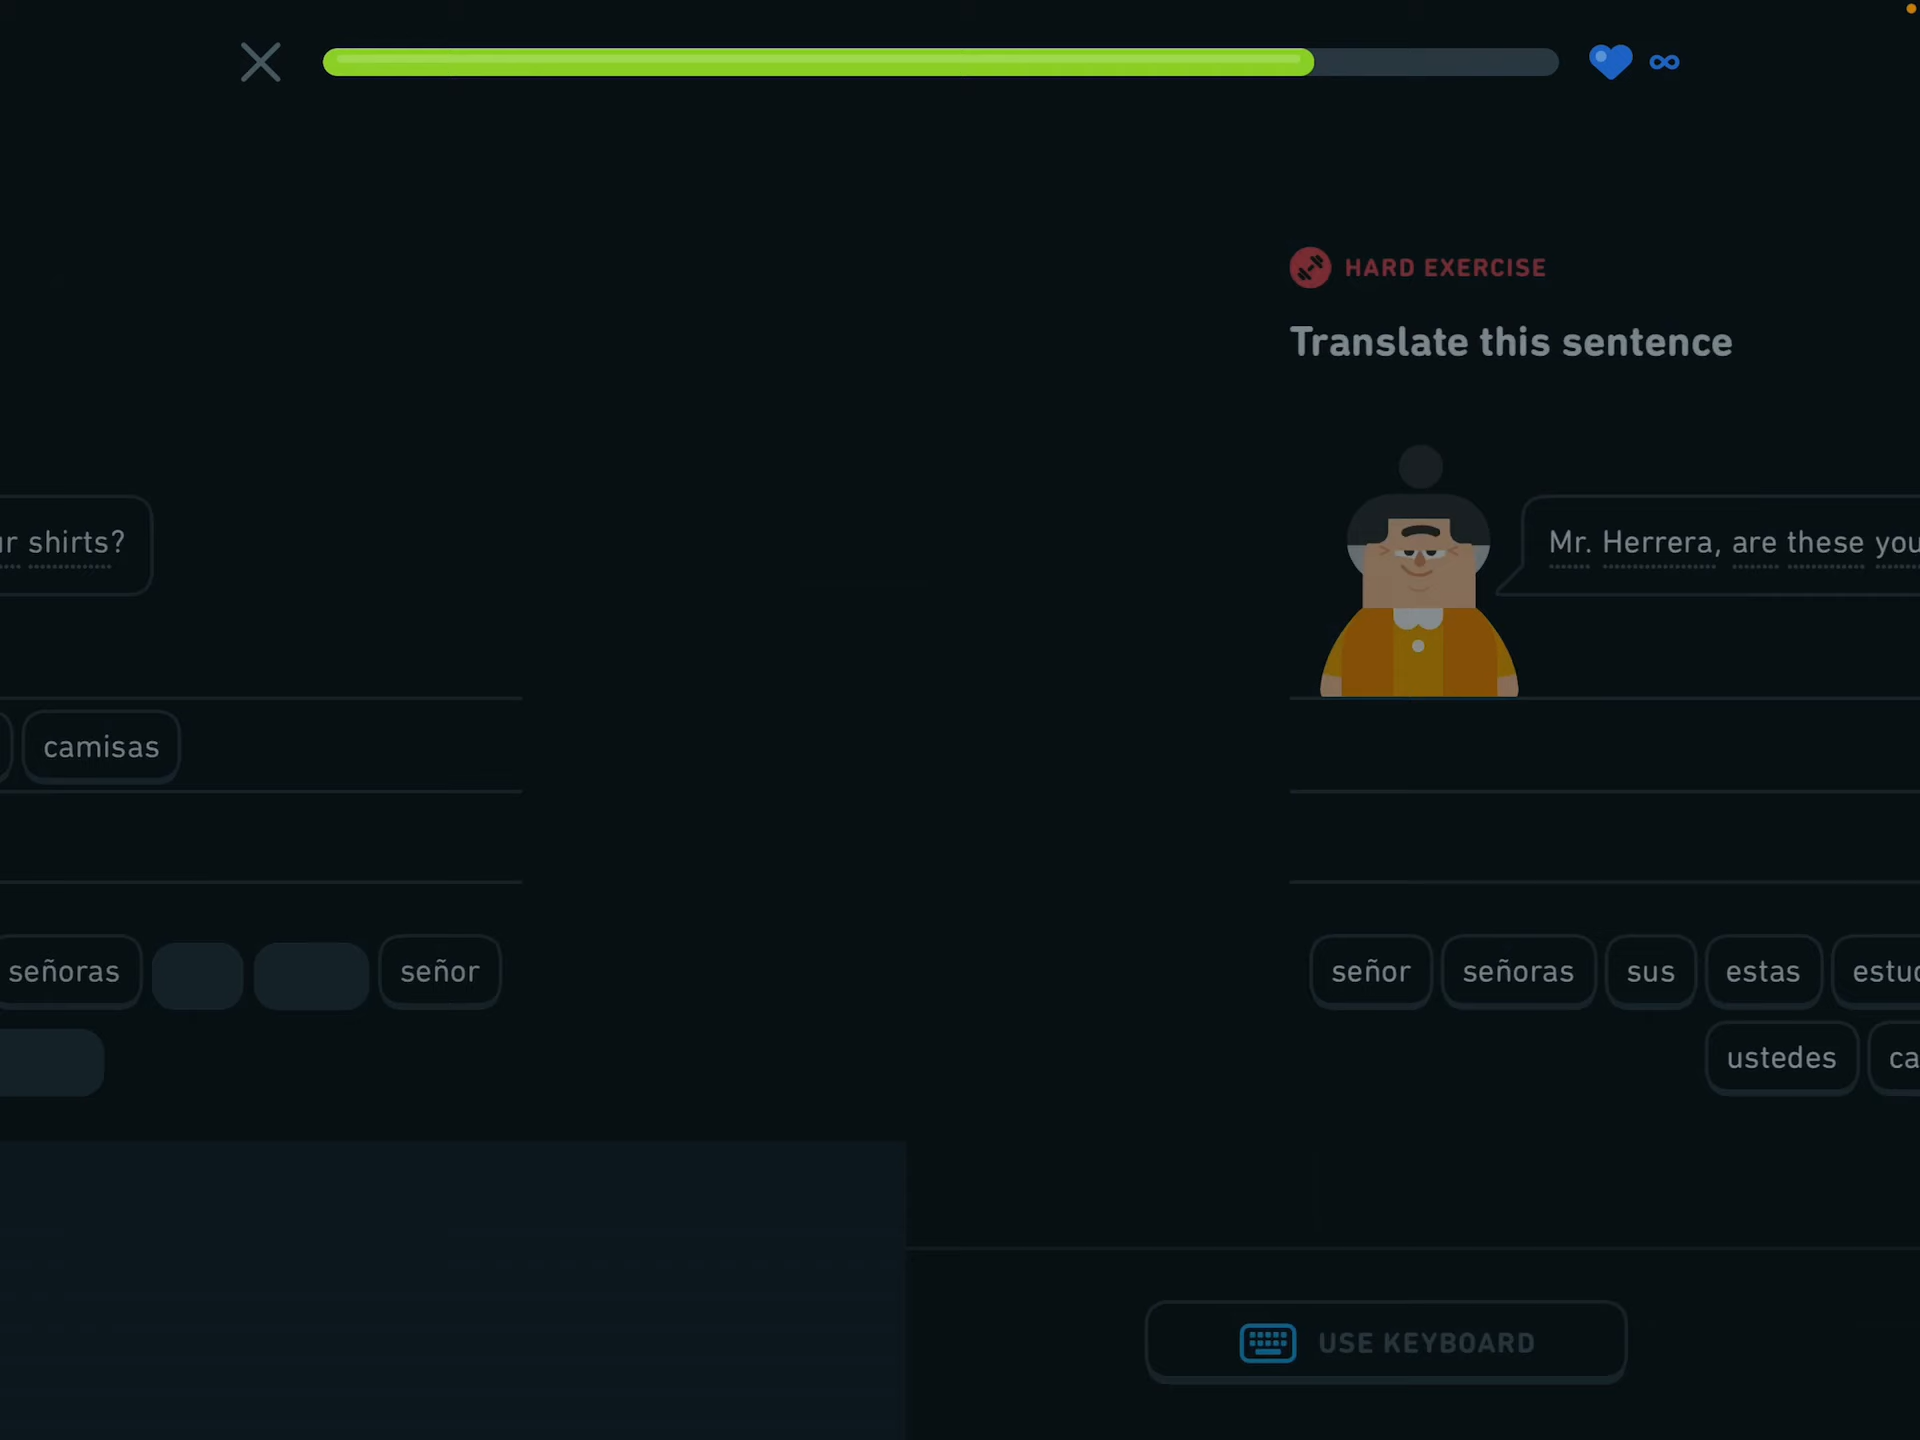 HARD EXERCISE
Translate this sentence
shirts?
Mr. Herrera, are these
camisas
señoras señor
señor señoras sus estas
ustedes
USE KEYBOARD